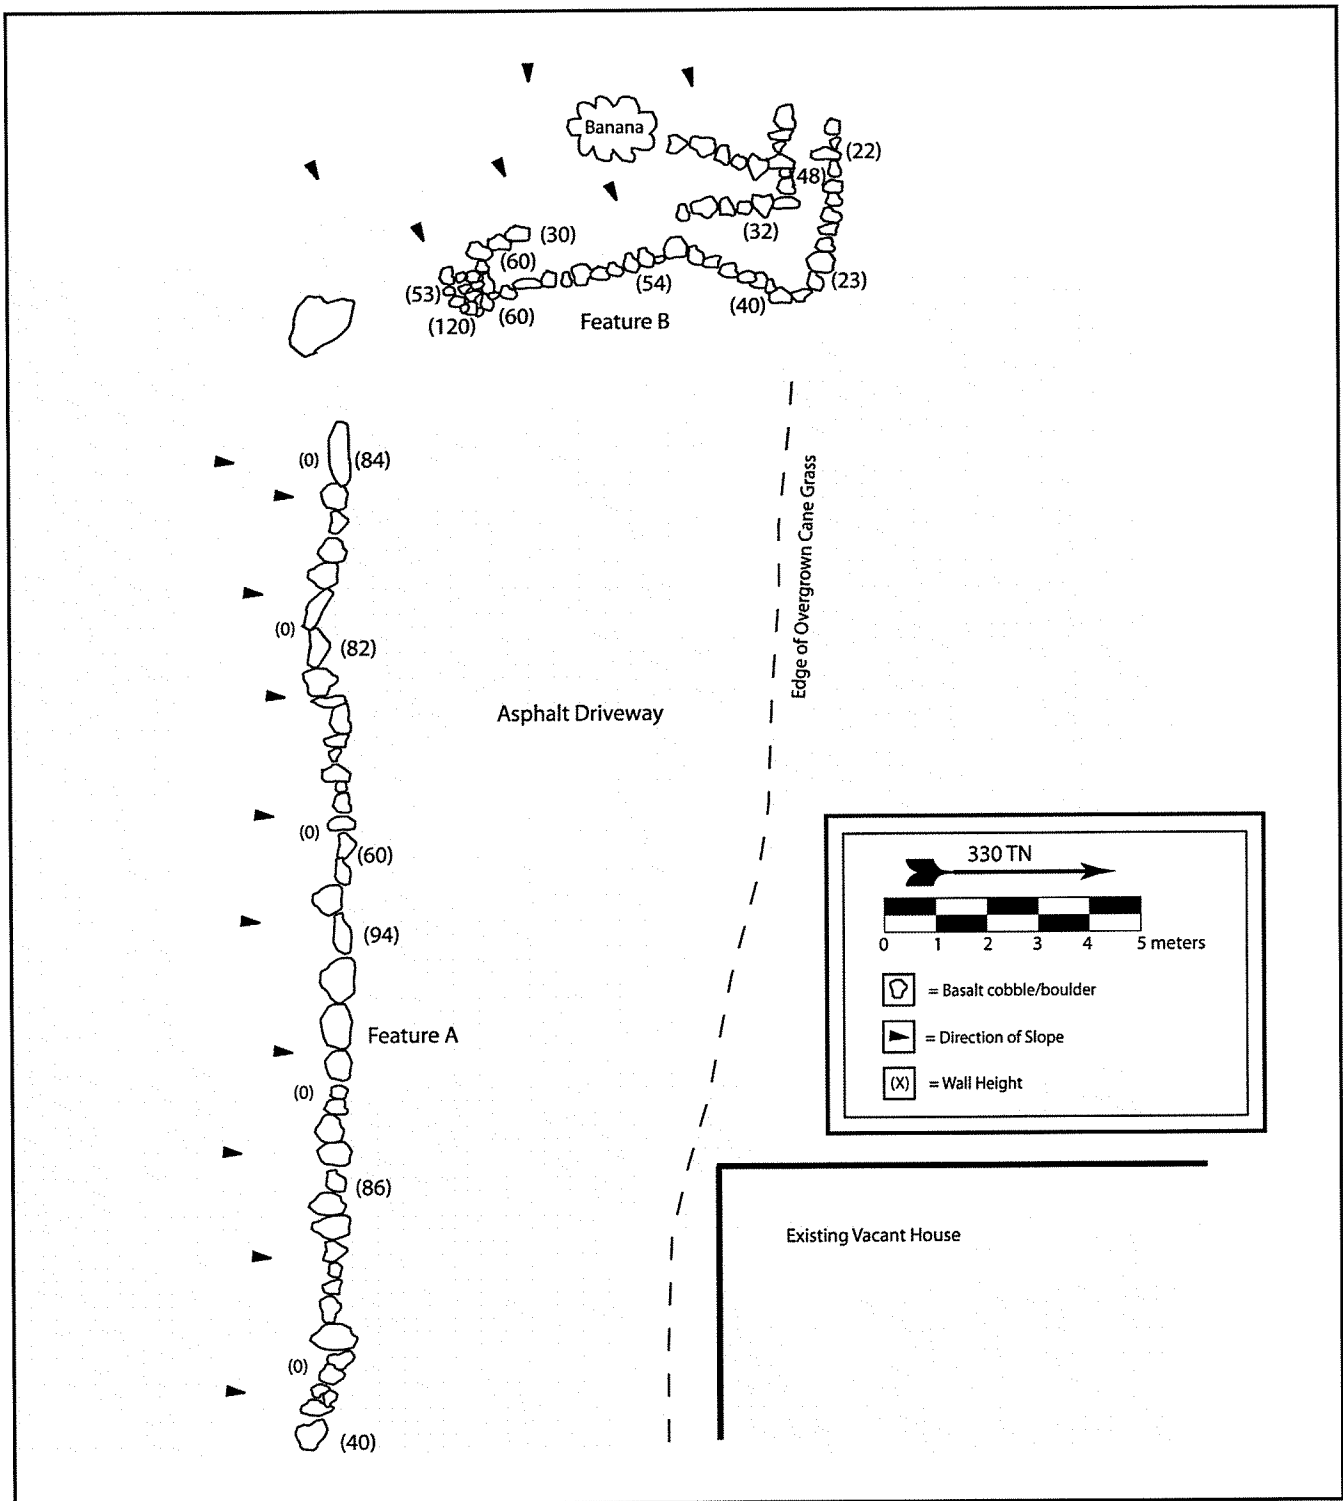 Banana
(22)
(48)
(32)
(30)
(60)
(53)
(54)
(23)
(40)
(120)
(60)
Feature B
(0)
(84)
Edge of Overgrown Cane Grass
(0)
(82)
Asphalt Driveway
(0)
(60)
(94)
Feature A
(0)
(86)
(0)
(40)
330 TN
0 1 2 3 4 5 meters
= Basalt cobble/boulder
= Direction of Slope
(X) = Wall Height
Existing Vacant House